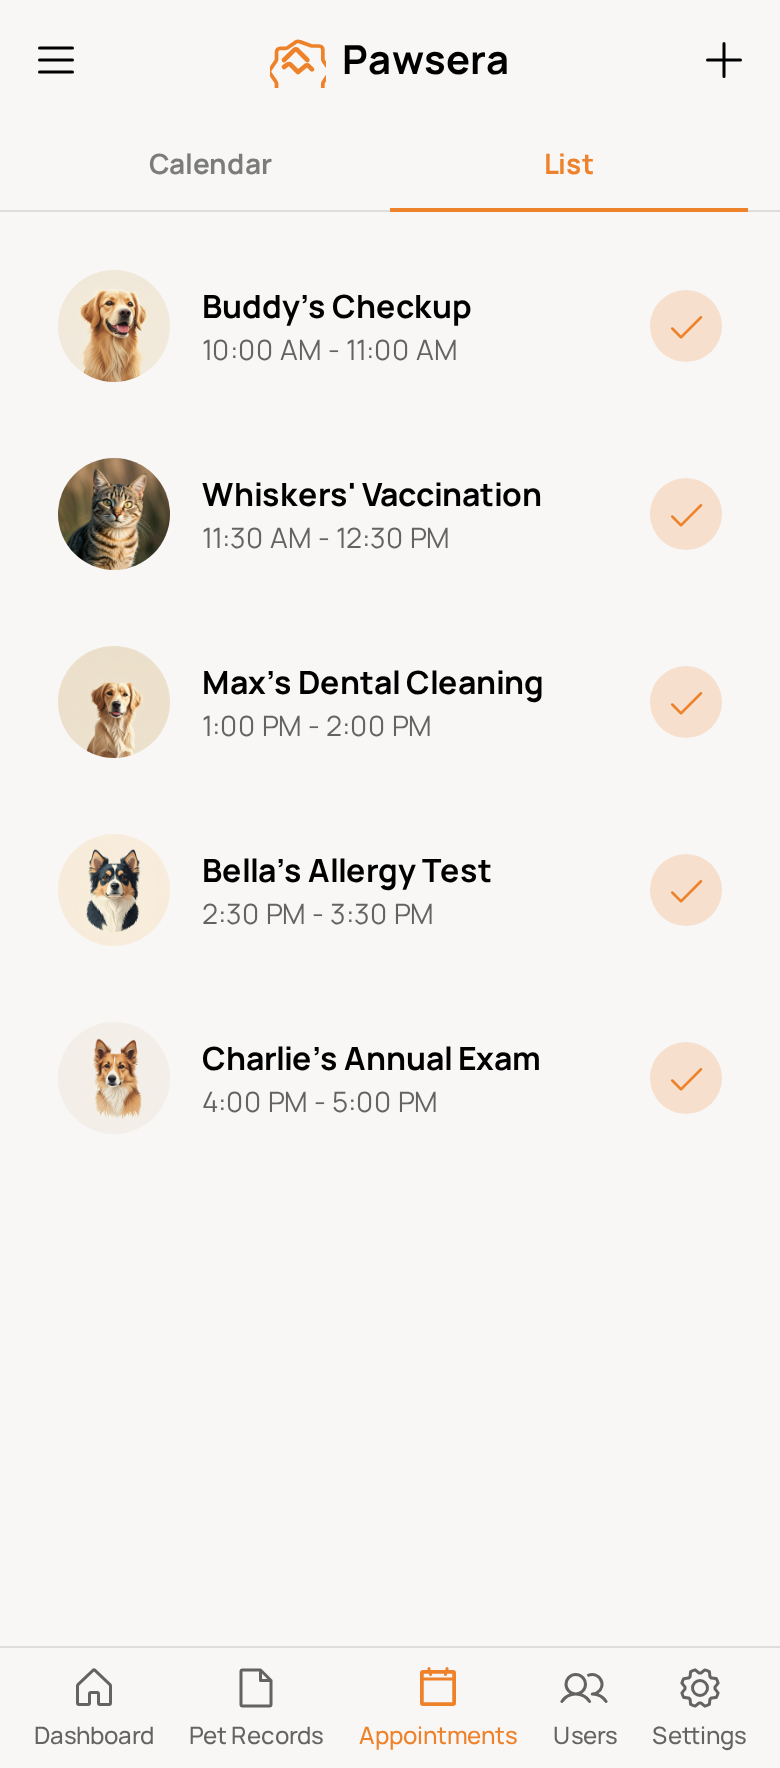 Pawsera
Calendar
List
Buddy’s Checkup
10:00 AM - 11:00 AM
Whiskers' Vaccination
11:30 AM - 12:30 PM
Max’s Dental Cleaning
1:00 PM - 2:00 PM
Bella’s Allergy Test
2:30 PM - 3:30 PM
Charlie’s Annual Exam
4:00 PM - 5:00 PM
Dashboard
Pet Records
Appointments
Users
Settings